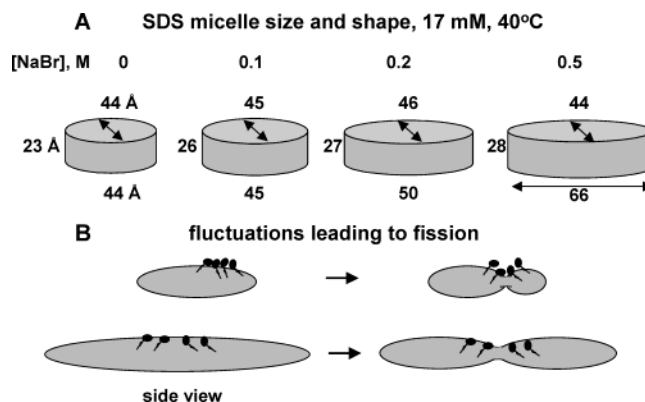 A SDS micelle size and shape, 17 mM, 40°C
[NaBr], M 0 0.1 0.2 0.5
44 Å 45 46 44
23 Å 26 27 28
44 Å 45 50 66
B fluctuations leading to fission
side view